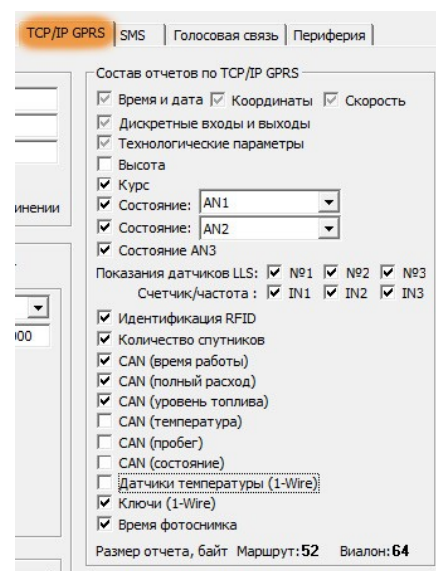 TCP/IP GPRS SMS Голосовая связь Периферия
Состав отчетов по TCP/IP GPRS
Время и дата Координаты Скорость
Дискретные входы и выходы
Технологические параметры
Высота
Курс
Состояние: AN1
инении
Состояние: AN2
Состояние AN3
Показания датчиков LLS: №1 №2 №3
Счетчик/частота : IN1 IN2 IN3
Идентификация RFID
000
Количество спутников
CAN (время работы)
CAN (полный расход)
CAN (уровень топлива)
CAN (температура)
CAN (пробег)
CAN (состояние)
Датчики температуры (1-Wire)
Ключи (1-Wire)
Время фотоснимка
Размер отчета, байт Маршрут:52 Виалон:64